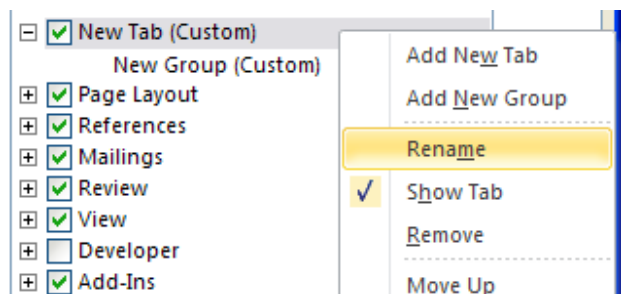 New Tab (Custom)
New Group (Custom)
Page Layout
References
Mailings
Review
View
Developer
Add-Ins
Add New Tab
Add New Group
Rename
Show Tab
Remove
Move Up